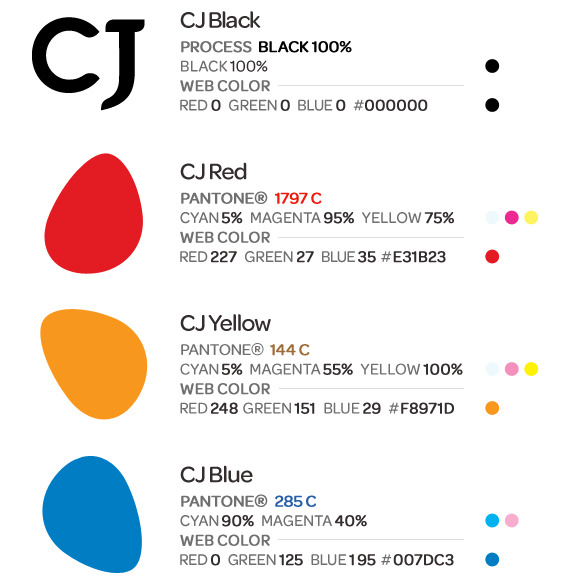 CJ
CJ Black
PROCESS BLACK 100%
BLACK 100%
WEB COLOR
RED 0 GREEN 0 BLUE 0 #000000
CJ Red
PANTONE® 1797 C
CYAN 5% MAGENTA 95% YELLOW 75%
WEB COLOR
RED 227 GREEN 27 BLUE 35 #E31B23
CJ Yellow
PANTONE® 144 C
CYAN 5% MAGENTA 55% YELLOW 100%
WEB COLOR
RED 248 GREEN 151 BLUE 29 #F8971D
CJ Blue
PANTONE® 285 C
CYAN 90% MAGENTA 40%
WEB COLOR
RED 0 GREEN 125 BLUE 195 #007DC3